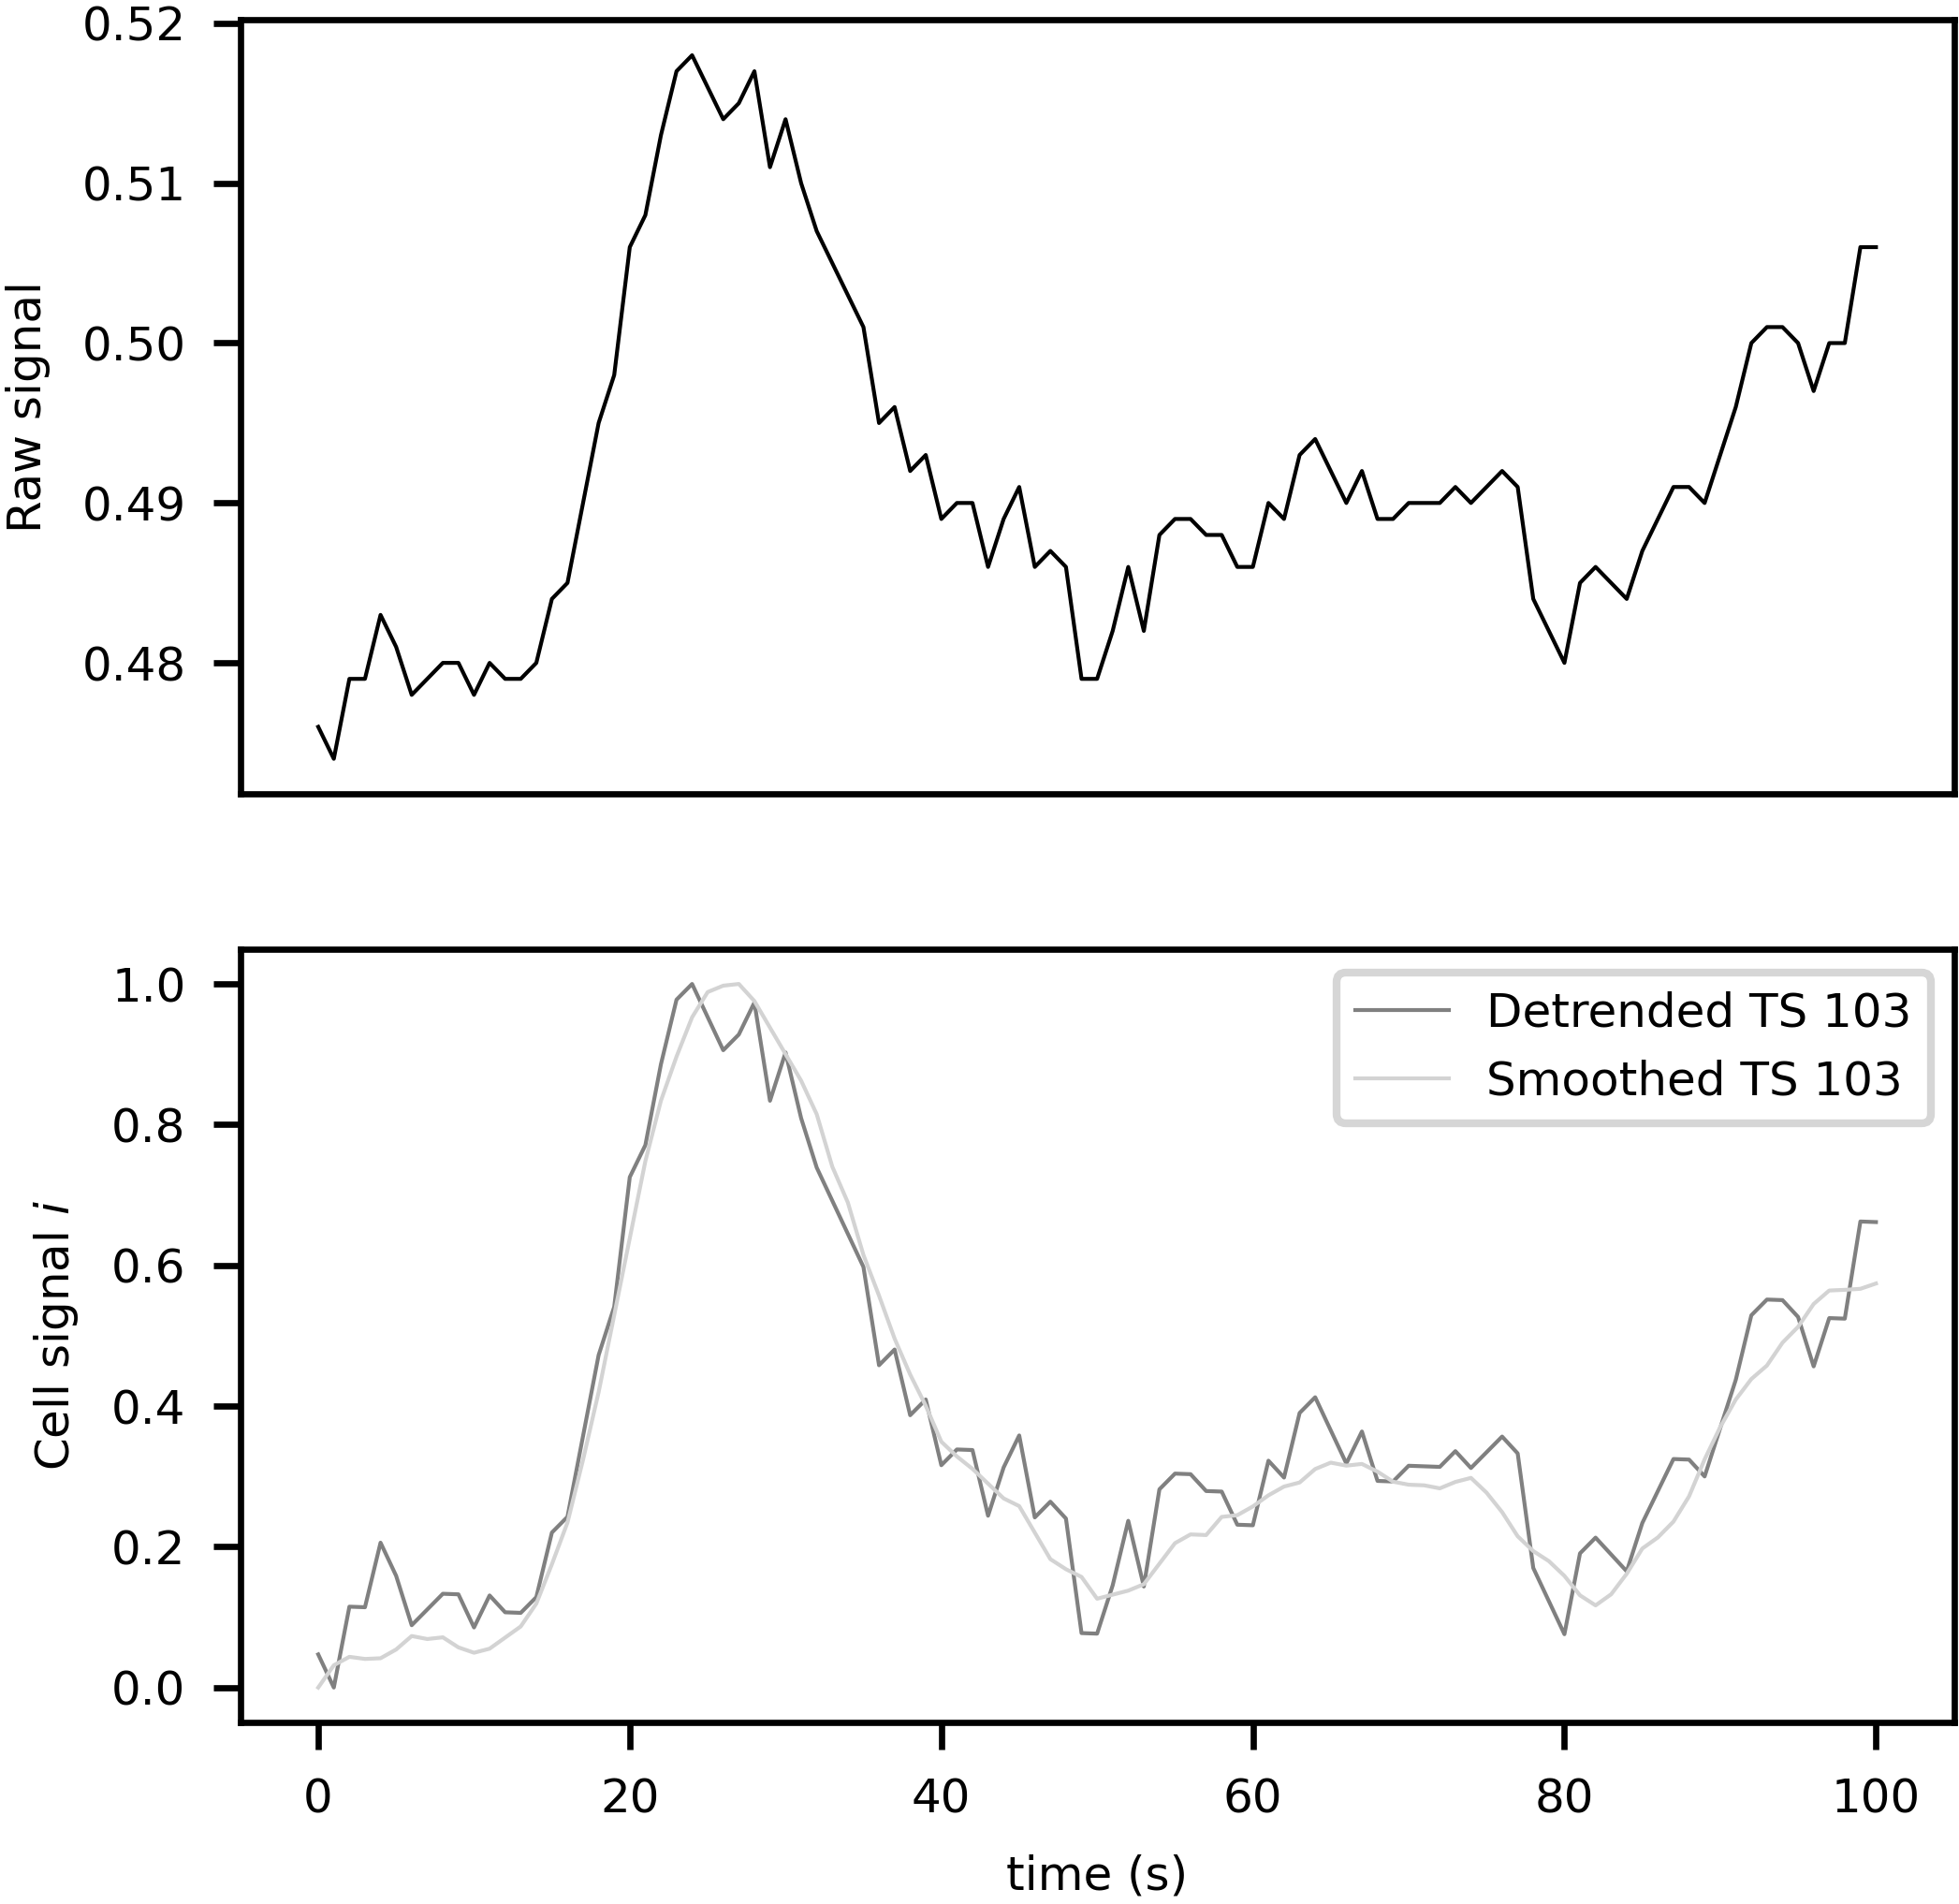 0.52
0.51
0.50
0.49
0.48
Raw signal
1.0
0.8
0.6
0.4
0.2
0.0
Cell signal i
Detrended TS 103
Smoothed TS 103
0 20 40 60 80 100
time (s)